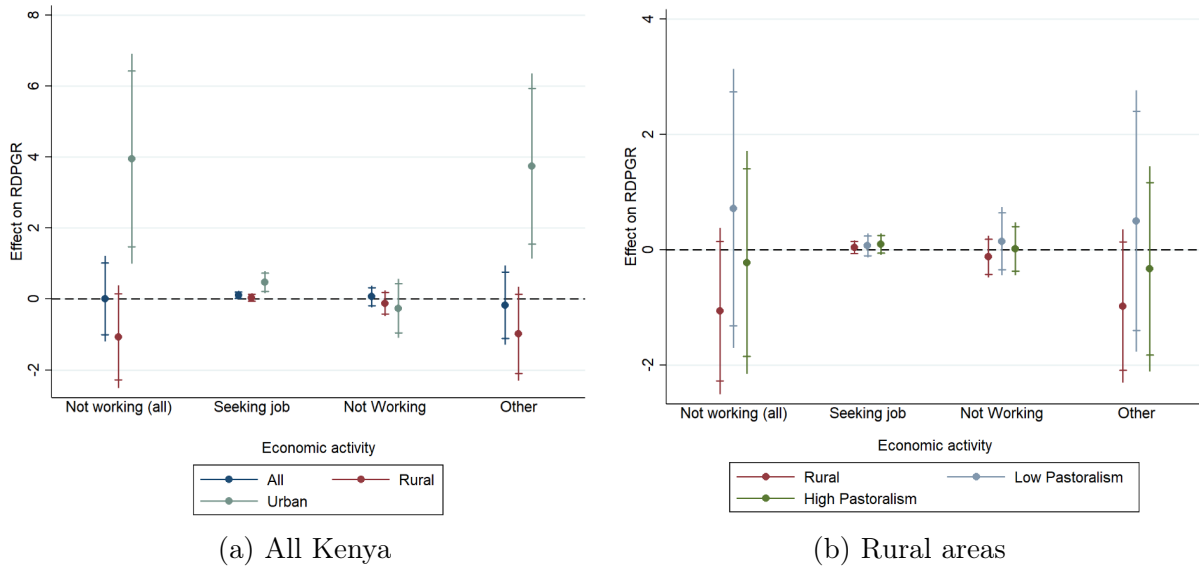 8
6
4
2
0
-2
Effect on RDPGR
Not working (all) Seeking job Not Working Other
Economic activity
All Rural
Urban
(a) All Kenya
4
2
0
-2
Effect on RDPGR
Not working (all) Seeking job Not Working Other
Economic activity
Rural Low Pastoralism
High Pastoralism
(b) Rural areas